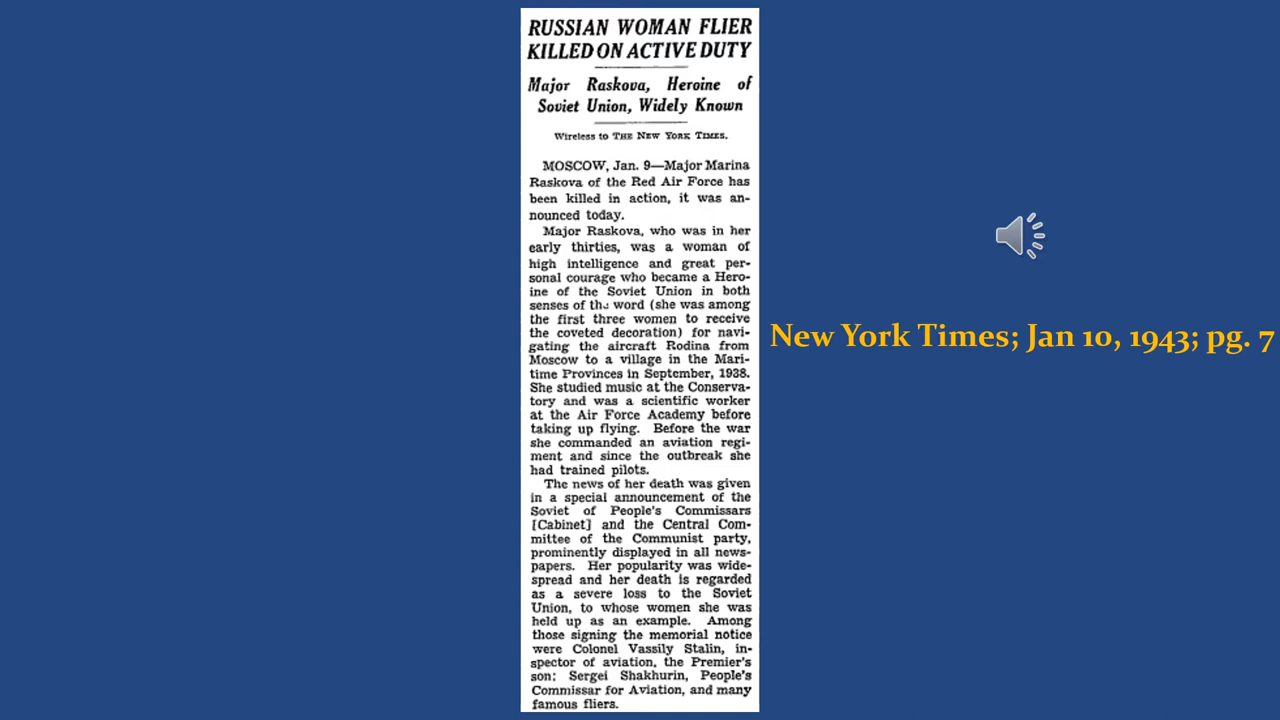 RUSSIAN WOMAN FLIER
KILLED ON ACTIVE DUTY
Major Raskova, Heroine of
Soviet Union, Widely Known
Wireless to THE NEW YORK TIMES.
MOSCOW, Jan. 9—Major Marina
Raskova of the Red Air Force has
been killed in action, it was an-
nounced today.
Major Raskova, who was in her
early thirties, was a woman of
high intelligence and great per-
sonal courage who became a Hero-
ine of the Soviet Union in both
senses of the word (she was among
the first three women to receive
the coveted decoration) for navi-
gating the aircraft Rodina from
Moscow to a village in the Mari-
time Provinces in September, 1938.
She studied music at the Conserva-
tory and was a scientific worker
at the Air Force Academy before
taking up flying. Before the war
she commanded an aviation regi-
ment and since the outbreak she
had trained pilots.
The news of her death was given
in a special announcement of the
Soviet of People's Commissars
[Cabinet] and the Central Com-
mittee of the Communist party,
prominently displayed in all news-
papers. Her popularity was wide-
spread and her death is regarded
as a severe loss to the Soviet
Union, to whose women she was
held up as an example. Among
those signing the memorial notice
were Colonel Vassily Stalin, in-
spector of aviation, the Premier's
son; Sergei Shakhurin, People's
Commissar for Aviation, and many
famous fliers.
New York Times; Jan 10, 1943; pg. 7